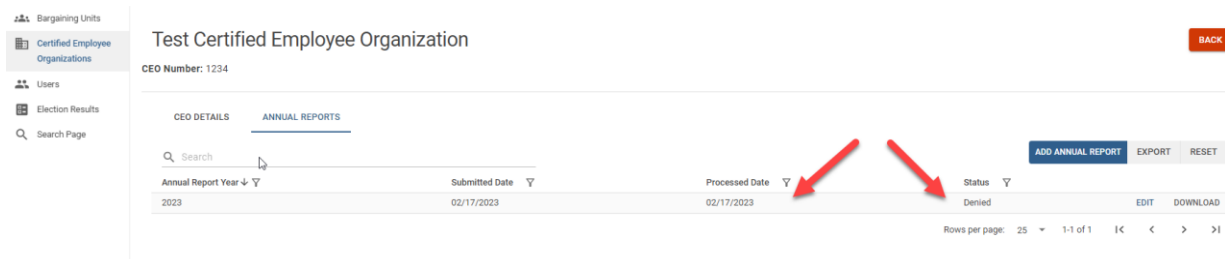 Bargaining Units
Certified Employee
Organizations
Users
Election Results
Search Page
Test Certified Employee Organization
BACK
CEO Number: 1234
CEO DETAILS ANNUAL REPORTS
Search
ADD ANNUAL REPORT EXPORT RESET
Annual Report Year Submitted Date Processed Date Status
2023 02/17/2023 02/17/2023 Denied EDIT DOWNLOAD
Rows per page: 25 1-1 of 1